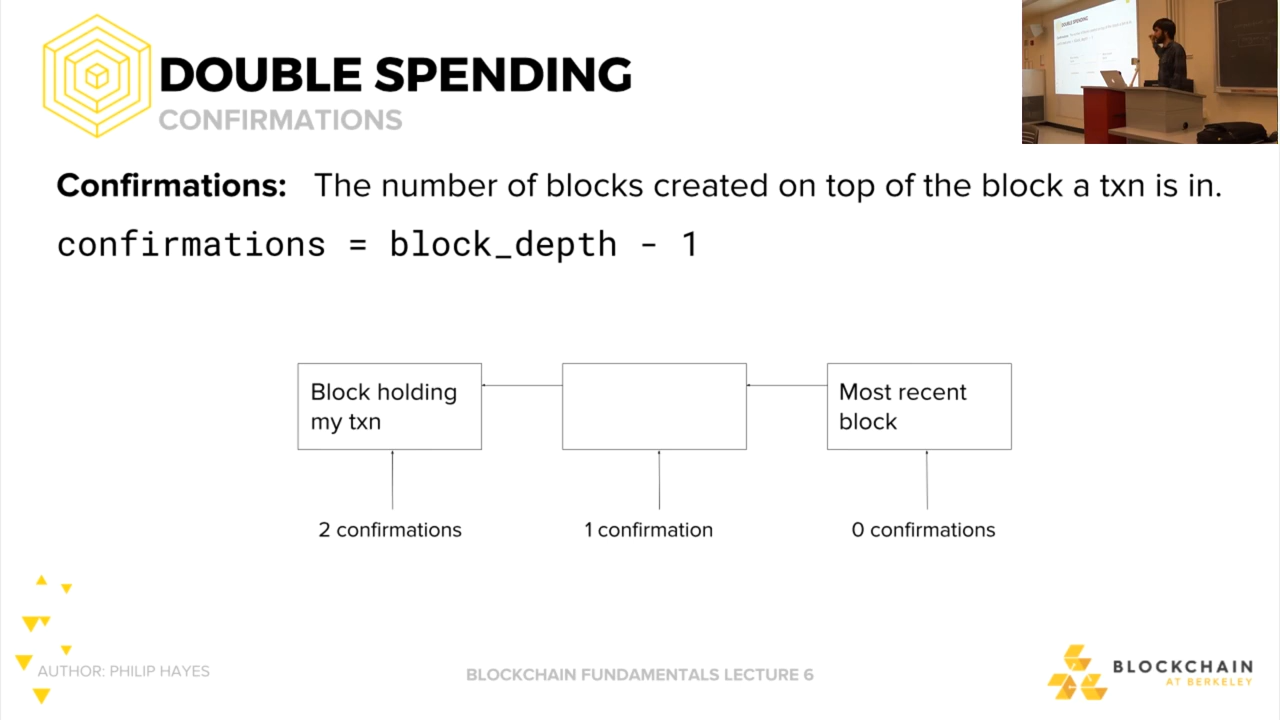 DOUBLE SPENDING
CONFIRMATIONS
Confirmations: The number of blocks created on top of the block a txn is in.
confirmations = block_depth - 1
Block holding
my txn
Most recent
block
2 confirmations
1 confirmation
0 confirmations
AUTHOR: PHILIP HAYES
BLOCKCHAIN FUNDAMENTALS LECTURE 6
BLOCKCHAIN
AT BERKELEY
DOUBLE SPENDING